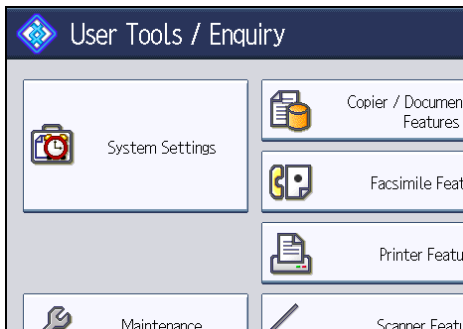 User Tools / Enquiry
System Settings
Copier / Documen
Features
Facsimile Feat
Printer Featu
Maintenance
Scanner Featu